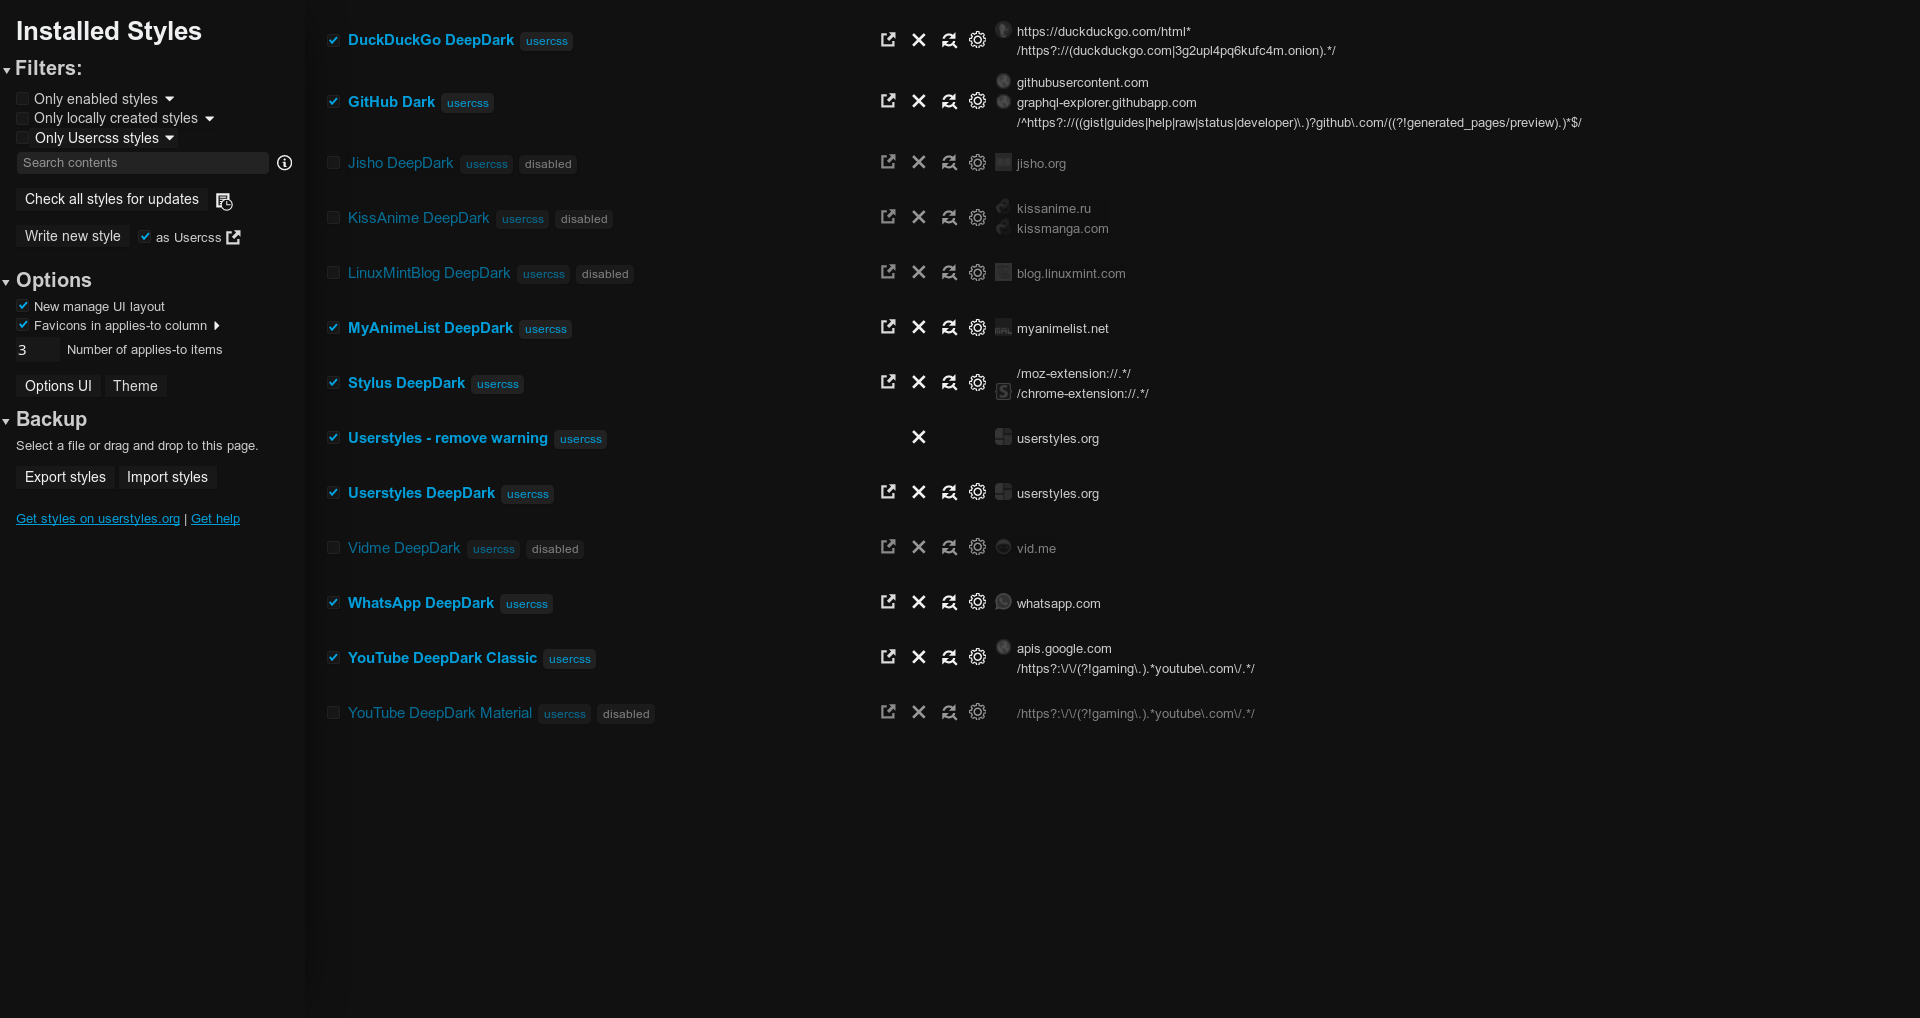 Installed Styles
Filters:
Only enabled styles
Only locally created styles
Only Usercss styles
Search contents
Check all styles for updates
Write new style as Usercss
Options
New manage UI layout
Favicons in applies-to column
3 Number of applies-to items
Options UI Theme
Backup
Select a file or drag and drop to this page.
Export styles Import styles
Get styles on userstyles.org | Get help
DuckDuckGo DeepDark usercss
https://duckduckgo.com/html*
/https?://(duckduckgo.com|3g2upl4pq6kufc4m.onion).*/
GitHub Dark usercss
githubusercontent.com
graphql-explorer.githubapp.com
/^https?://((gist|guides|help|raw|status|developer)\.)?github\.com/((?!generated_pages/preview).)*$/
Jisho DeepDark usercss disabled jisho.org
KissAnime DeepDark usercss disabled
kissanime.ru
kissmanga.com
LinuxMintBlog DeepDark usercss disabled blog.linuxmint.com
MyAnimeList DeepDark usercss MAL myanimelist.net
Stylus DeepDark usercss
/moz-extension://.*/
S /chrome-extension://.*/
Userstyles - remove warning usercss userstyles.org
Userstyles DeepDark usercss userstyles.org
Vidme DeepDark usercss disabled vid.me
WhatsApp DeepDark usercss whatsapp.com
YouTube DeepDark Classic usercss
apis.google.com
/https?:\/\/(?!gaming\.).*youtube\.com\/.*/
YouTube DeepDark Material usercss disabled /https?:\/\/(?!gaming\.).*youtube\.com\/.*/